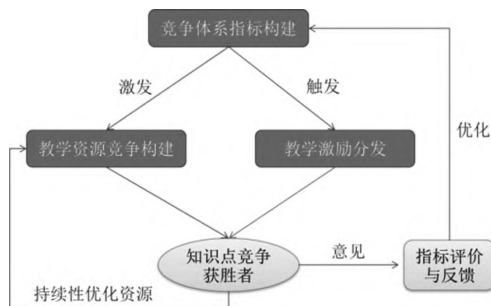 竞争体系指标构建
激发
触发
优化
教学资源竞争构建
教学激励分发
知识点竞争
获胜者
意见
指标评价
与反馈
持续性优化资源